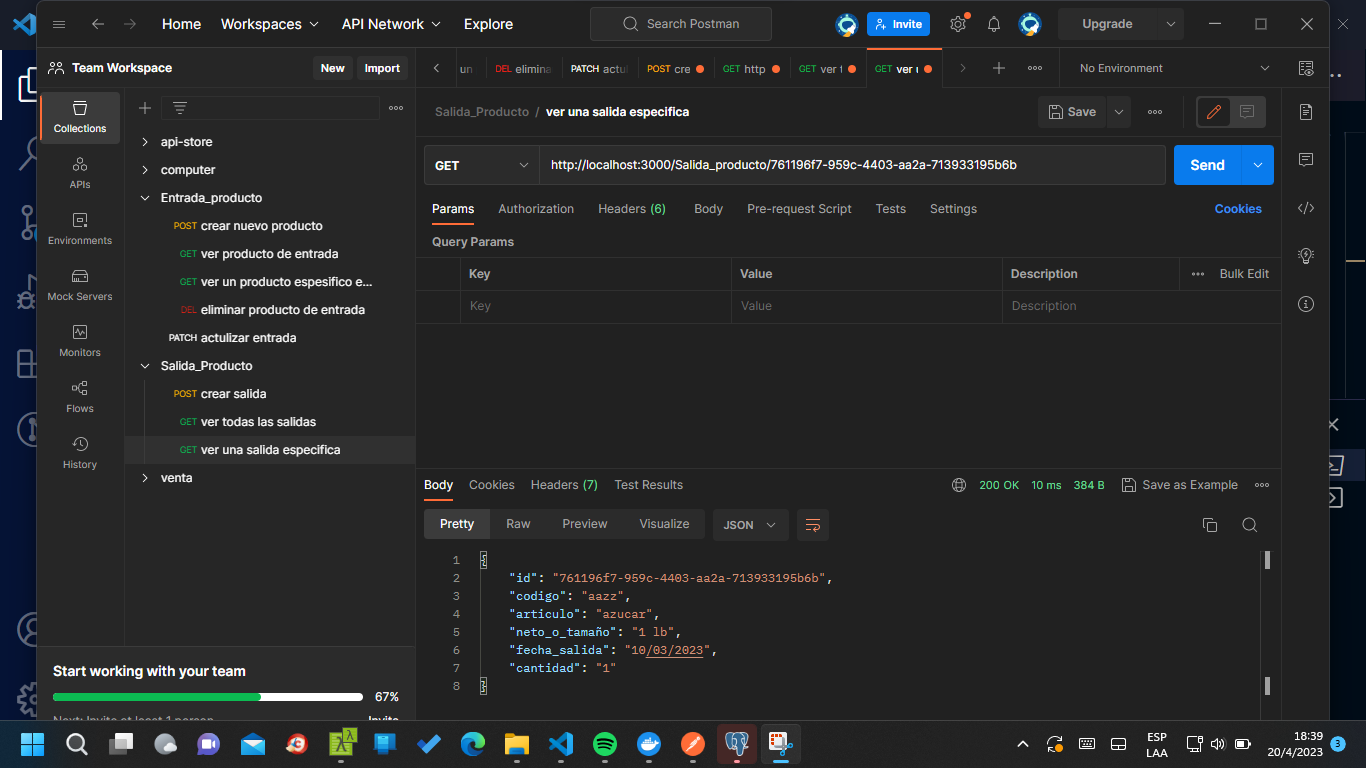 Home Workspaces API Network Explore Search Postman Invite Upgrade
Team Workspace New Import
un DEL elimina PATCH actul POST cre GET http GET ver t GET ver u No Environment
Salida_Producto / ver una salida especifica Save
Collections
APIs
Environments
Mock Servers
Monitors
Flows
History
api-store
computer
Entrada_producto
POST crear nuevo producto
GET ver producto de entrada
GET ver un producto espesifico e...
DEL eliminar producto de entrada
PATCH actulizar entrada
Salida_Producto
POST crear salida
GET ver todas las salidas
GET ver una salida especifica
venta
Start working with your team
67%
Next: Invite at least 1 person. Invite
GET http://localhost:3000/Salida_producto/761196f7-959c-4403-aa2a-713933195b6b Send
Params Authorization Headers (6) Body Pre-request Script Tests Settings Cookies
Query Params
Key Value Description Bulk Edit
Key Value Description
Body Cookies Headers (7) Test Results 200 OK 10 ms 384 B Save as Example
Pretty Raw Preview Visualize JSON
1 {
2 "id": "761196f7-959c-4403-aa2a-713933195b6b",
3 "codigo": "aazz",
4 "articulo": "azucar",
5 "neto_o_tamaño": "1 lb",
6 "fecha_salida": "10/03/2023",
7 "cantidad": "1"
8 }
ESP
LAA
18:39
20/4/2023
3